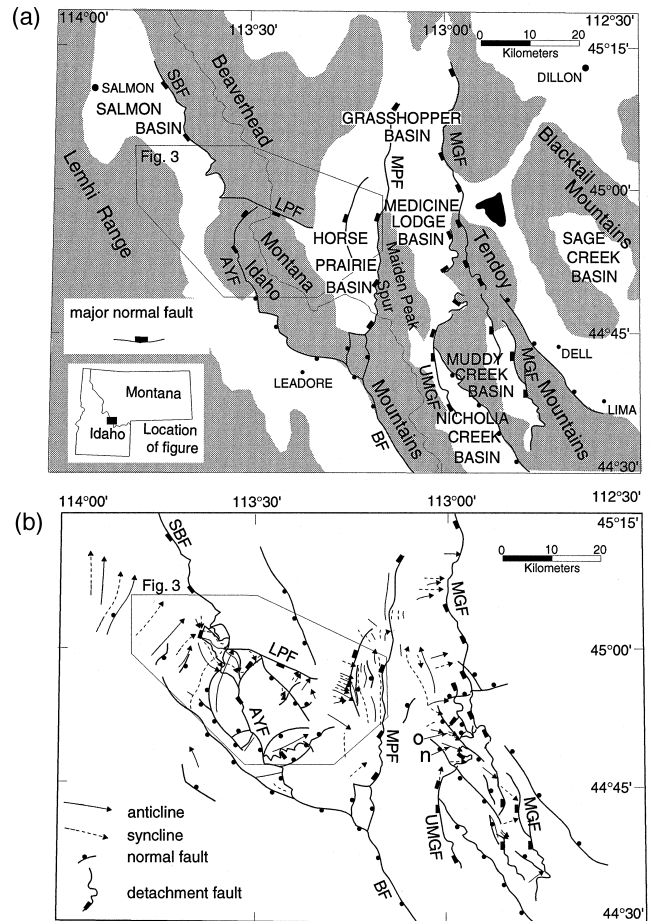 (a)
114°00'
113°30'
113°00'
112°30'
0 10 20
Kilometers
45°15'
DILLON
SALMON
SBF
Beaverhead
SALMON
BASIN
GRASSHOPPER
BASIN
MGF
Blacktail
Mountains
Fig. 3
MPF
45°00'
Lemhi Range
LPF
MEDICINE
LODGE
BASIN
HORSE
PRAIRIE
BASIN
Montana
Idaho
AYF
Maiden Peak
Spur
Tendoy
SAGE
CREEK
BASIN
major normal fault
44°45'
DELL
MUDDY
CREEK
BASIN
MGF
Mountains
LEADORE
Mountains
UMGF
LIMA
Montana
Idaho
Location
of figure
NICHOLIA
CREEK
BASIN
BF
44°30'
(b)
114°00'
113°30'
113°00'
112°30'
45°15'
SBF
0 10 20
Kilometers
Fig. 3
MGF
LPF
45°00'
AYF
MPF
o
n
44°45'
anticline
syncline
normal fault
detachment fault
UMGF
MGF
BF
44°30'